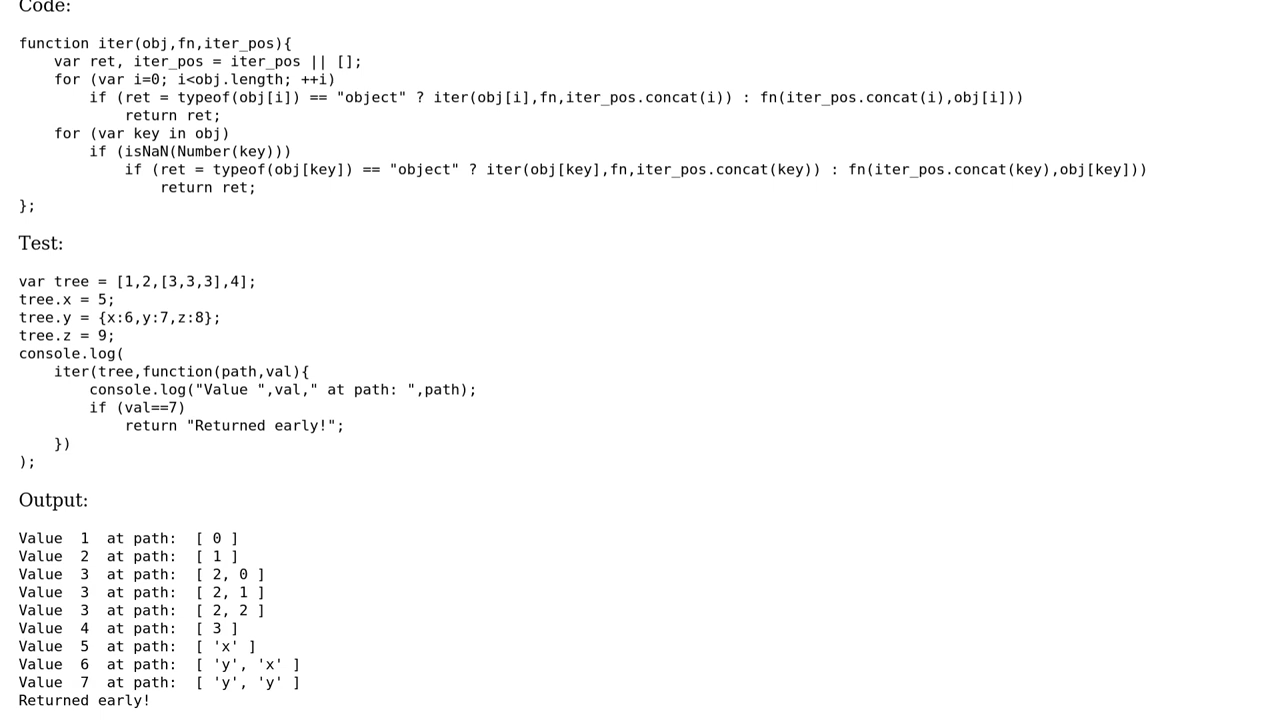 Code:
function iter(obj,fn,iter_pos){
    var ret, iter_pos = iter_pos || [];
    for (var i=0; i<obj.length; ++i)
        if (ret = typeof(obj[i]) == "object" ? iter(obj[i],fn,iter_pos.concat(i)) : fn(iter_pos.concat(i),obj[i]))
            return ret;
    for (var key in obj)
        if (isNaN(Number(key)))
            if (ret = typeof(obj[key]) == "object" ? iter(obj[key],fn,iter_pos.concat(key)) : fn(iter_pos.concat(key),obj[key]))
                return ret;
};
Test:
var tree = [1,2,[3,3,3],4];
tree.x = 5;
tree.y = {x:6,y:7,z:8};
tree.z = 9;
console.log(
    iter(tree,function(path,val){
        console.log("Value ",val," at path: ",path);
        if (val==7)
            return "Returned early!";
    })
);
Output:
Value  1  at path:  [ 0 ]
Value  2  at path:  [ 1 ]
Value  3  at path:  [ 2, 0 ]
Value  3  at path:  [ 2, 1 ]
Value  3  at path:  [ 2, 2 ]
Value  4  at path:  [ 3 ]
Value  5  at path:  [ 'x' ]
Value  6  at path:  [ 'y', 'x' ]
Value  7  at path:  [ 'y', 'y' ]
Returned early!